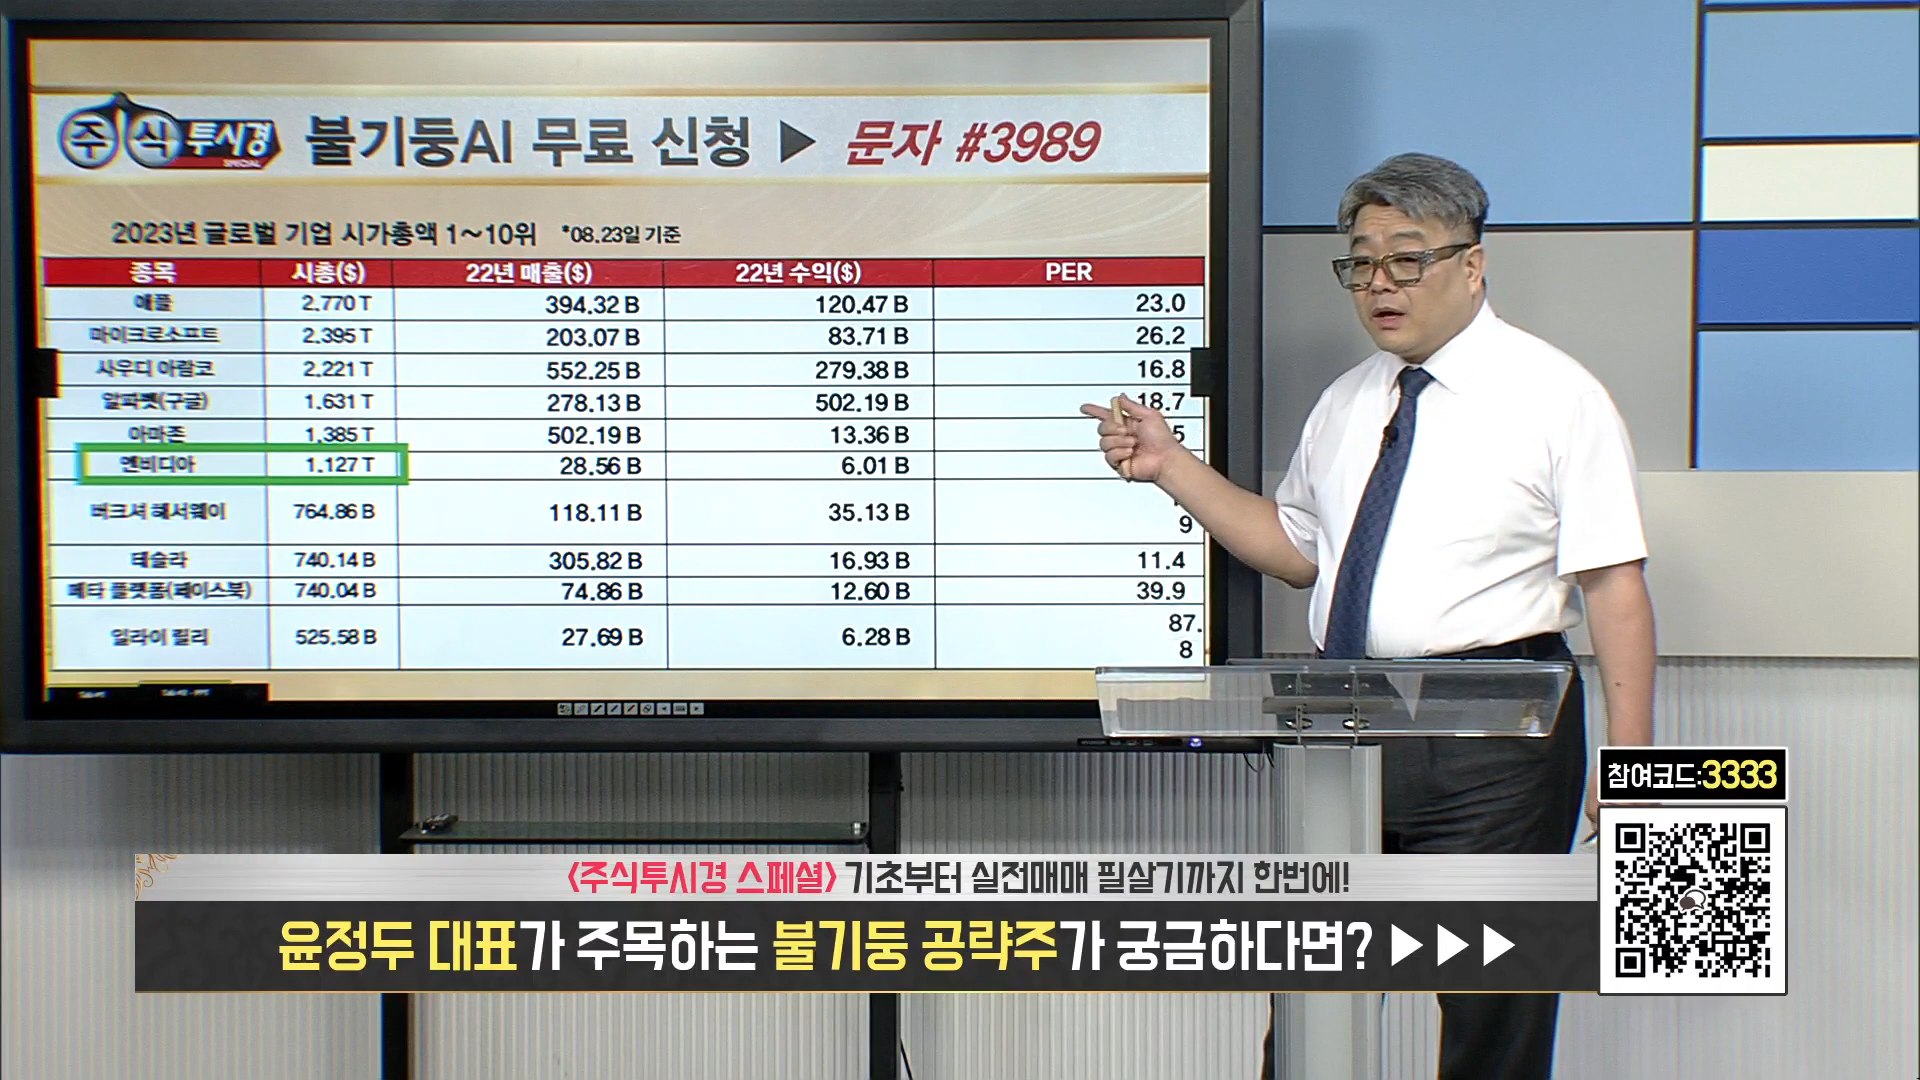 주식투시경 SPECIAL 불기둥AI 무료 신청 ▶ 문자 #3989
2023년 글로벌 기업 시가총액 1~10위 *08.23일 기준
종목 시총($) 22년 매출($) 22년 수익($) PER
애플 2.770 T 394.32 B 120.47 B 23.0
마이크로소프트 2.395 T 203.07 B 83.71 B 26.2
사우디 아람코 2.221 T 552.25 B 279.38 B 16.8
알파벳(구글) 1.631 T 278.13 B 502.19 B 18.7
아마존 1.385 T 502.19 B 13.36 B 5
엔비디아 1.127 T 28.56 B 6.01 B
버크셔 해서웨이 764.86 B 118.11 B 35.13 B 9
테슬라 740.14 B 305.82 B 16.93 B 11.4
메타 플랫폼(페이스북) 740.04 B 74.86 B 12.60 B 39.9
일라이 릴리 525.58 B 27.69 B 6.28 B 87.8
참여코드:3333
<주식투시경 스페셜> 기초부터 실전매매 필살기까지 한번에!
윤정두 대표가 주목하는 불기둥 공략주가 궁금하다면? ▶▶▶